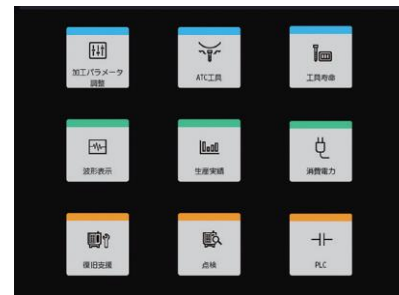 加工パラメータ
調整
ATC工具
工具寿命
波形表示
生産実績
消費電力
復旧支援
点検
PLC